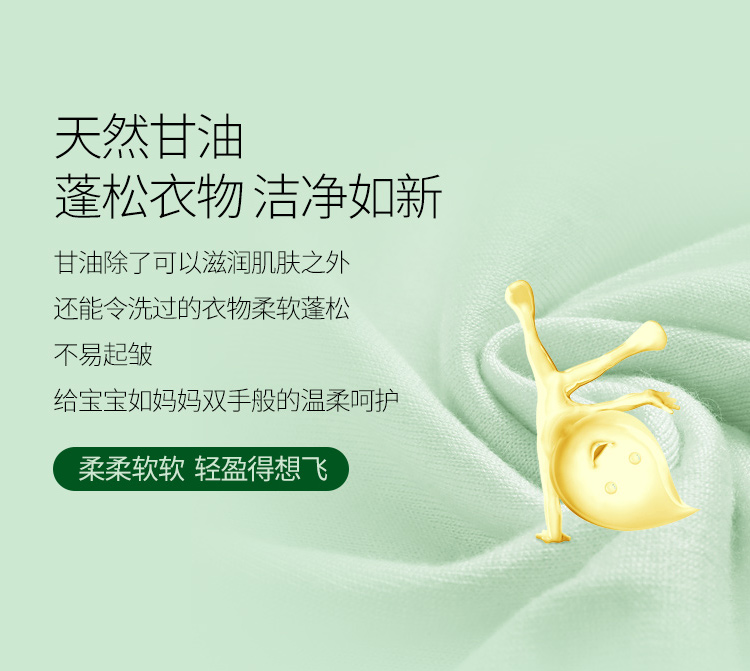 天然甘油
蓬松衣物 洁净如新
甘油除了可以滋润肌肤之外
还能令洗过的衣物柔软蓬松
不易起皱
给宝宝如妈妈双手般的温柔呵护
柔柔软软 轻盈得想飞